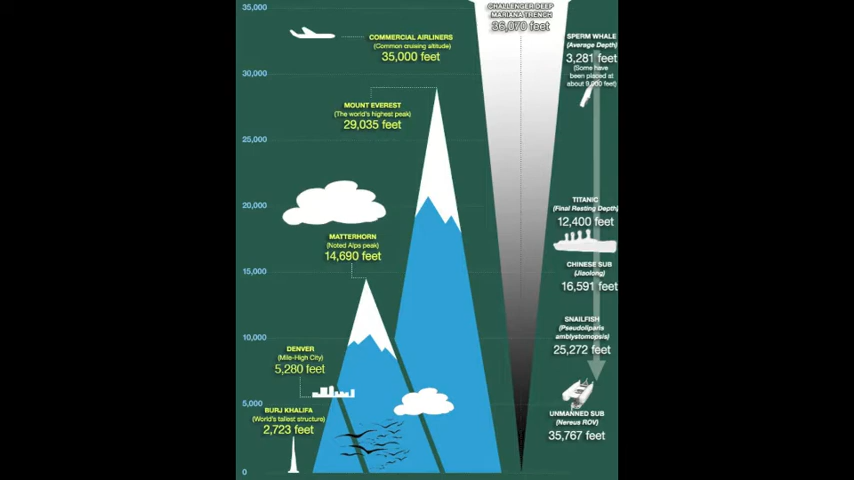 35,000
30,000
25,000
20,000
15,000
10,000
5,000
0
COMMERCIAL AIRLINERS
(Common cruising altitude)
35,000 feet
MOUNT EVEREST
(The world's highest peak)
29,035 feet
MATTERHORN
(Noted Alps peak)
14,690 feet
DENVER
(Mile-High City)
5,280 feet
BURJ KHALIFA
(World's tallest structure)
2,723 feet
CHALLENGER DEEP
MARIANA TRENCH
36,070 feet
SPERM WHALE
(Average Depth)
3,281 feet
(Some have
been placed at
about 9,900 feet)
TITANIC
(Final Resting Depth)
12,400 feet
CHINESE SUB
(Jiaolong)
16,591 feet
SNAILFISH
(Pseudoliparis
amblystomopsis)
25,272 feet
UNMANNED SUB
(Nereus ROV)
35,767 feet